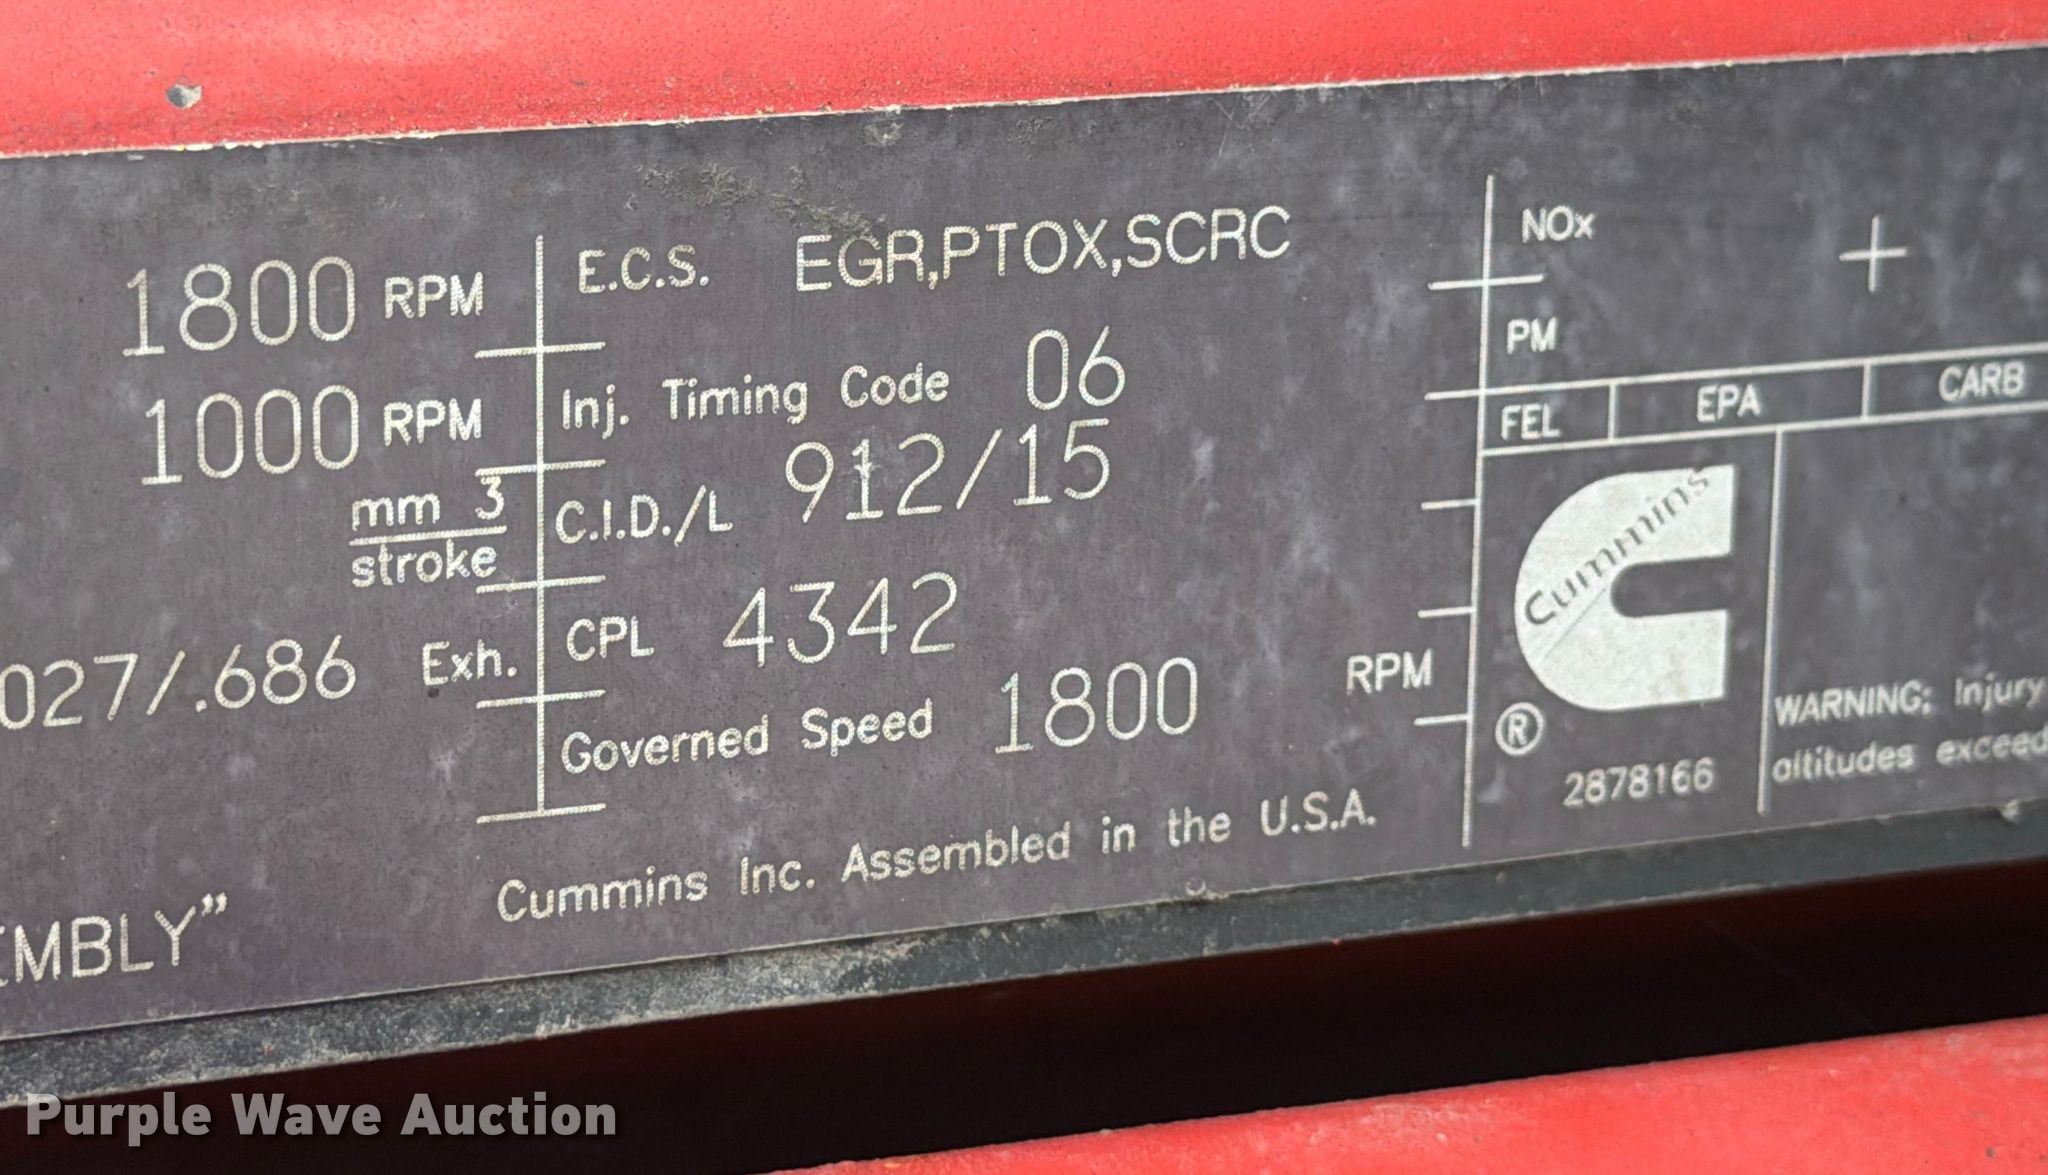 1800 RPM
1000 RPM
mm 3
stroke
027/.686 Exh.
EMBLY”
E.C.S. EGR,PTOX,SCRC
Inj. Timing Code 06
C.I.D./L 912/15
CPL 4342
Governed Speed 1800
Cummins Inc. Assembled in the U.S.A.
RPM
NOx +
PM
FEL EPA CARB
Cummins
®
2878166
WARNING: Injury
altitudes exceed
Purple Wave Auction